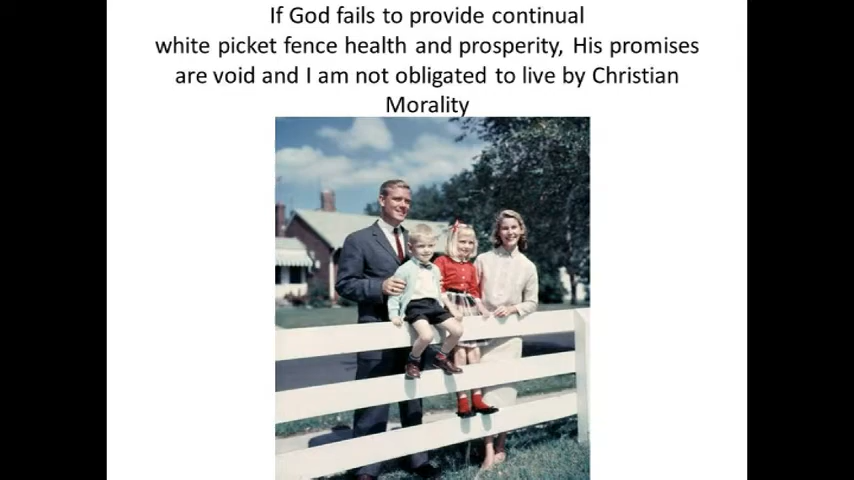 If God fails to provide continual
white picket fence health and prosperity, His promises
are void and I am not obligated to live by Christian
Morality